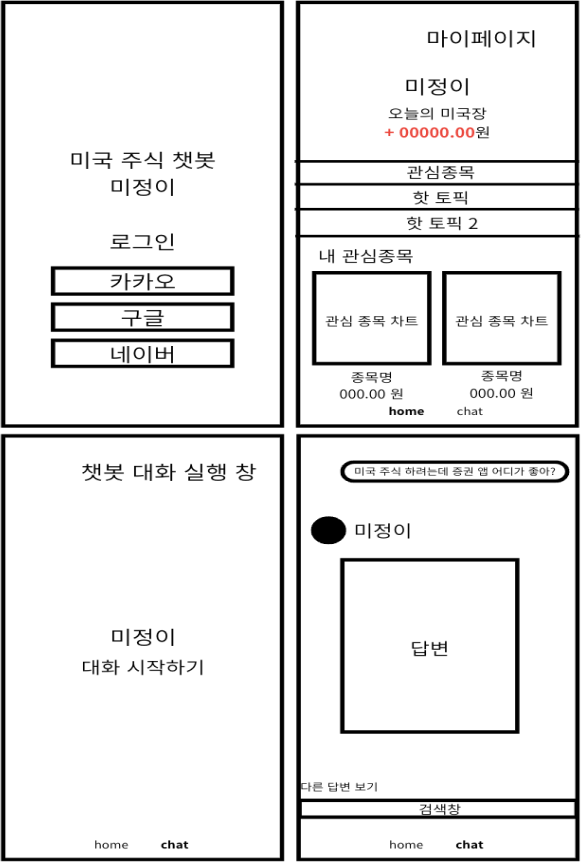 미국 주식 챗봇
미정이
로그인
카카오
구글
네이버
마이페이지
미정이
오늘의 미국장
+ 00000.00원
관심종목
핫 토픽
핫 토픽 2
내 관심종목
관심 종목 차트
관심 종목 차트
종목명
000.00 원
종목명
000.00 원
home chat
챗봇 대화 실행 창
미정이
대화 시작하기
home chat
미국 주식 하려는데 증권 앱 어디가 좋아?
미정이
답변
다른 답변 보기
검색창
home chat